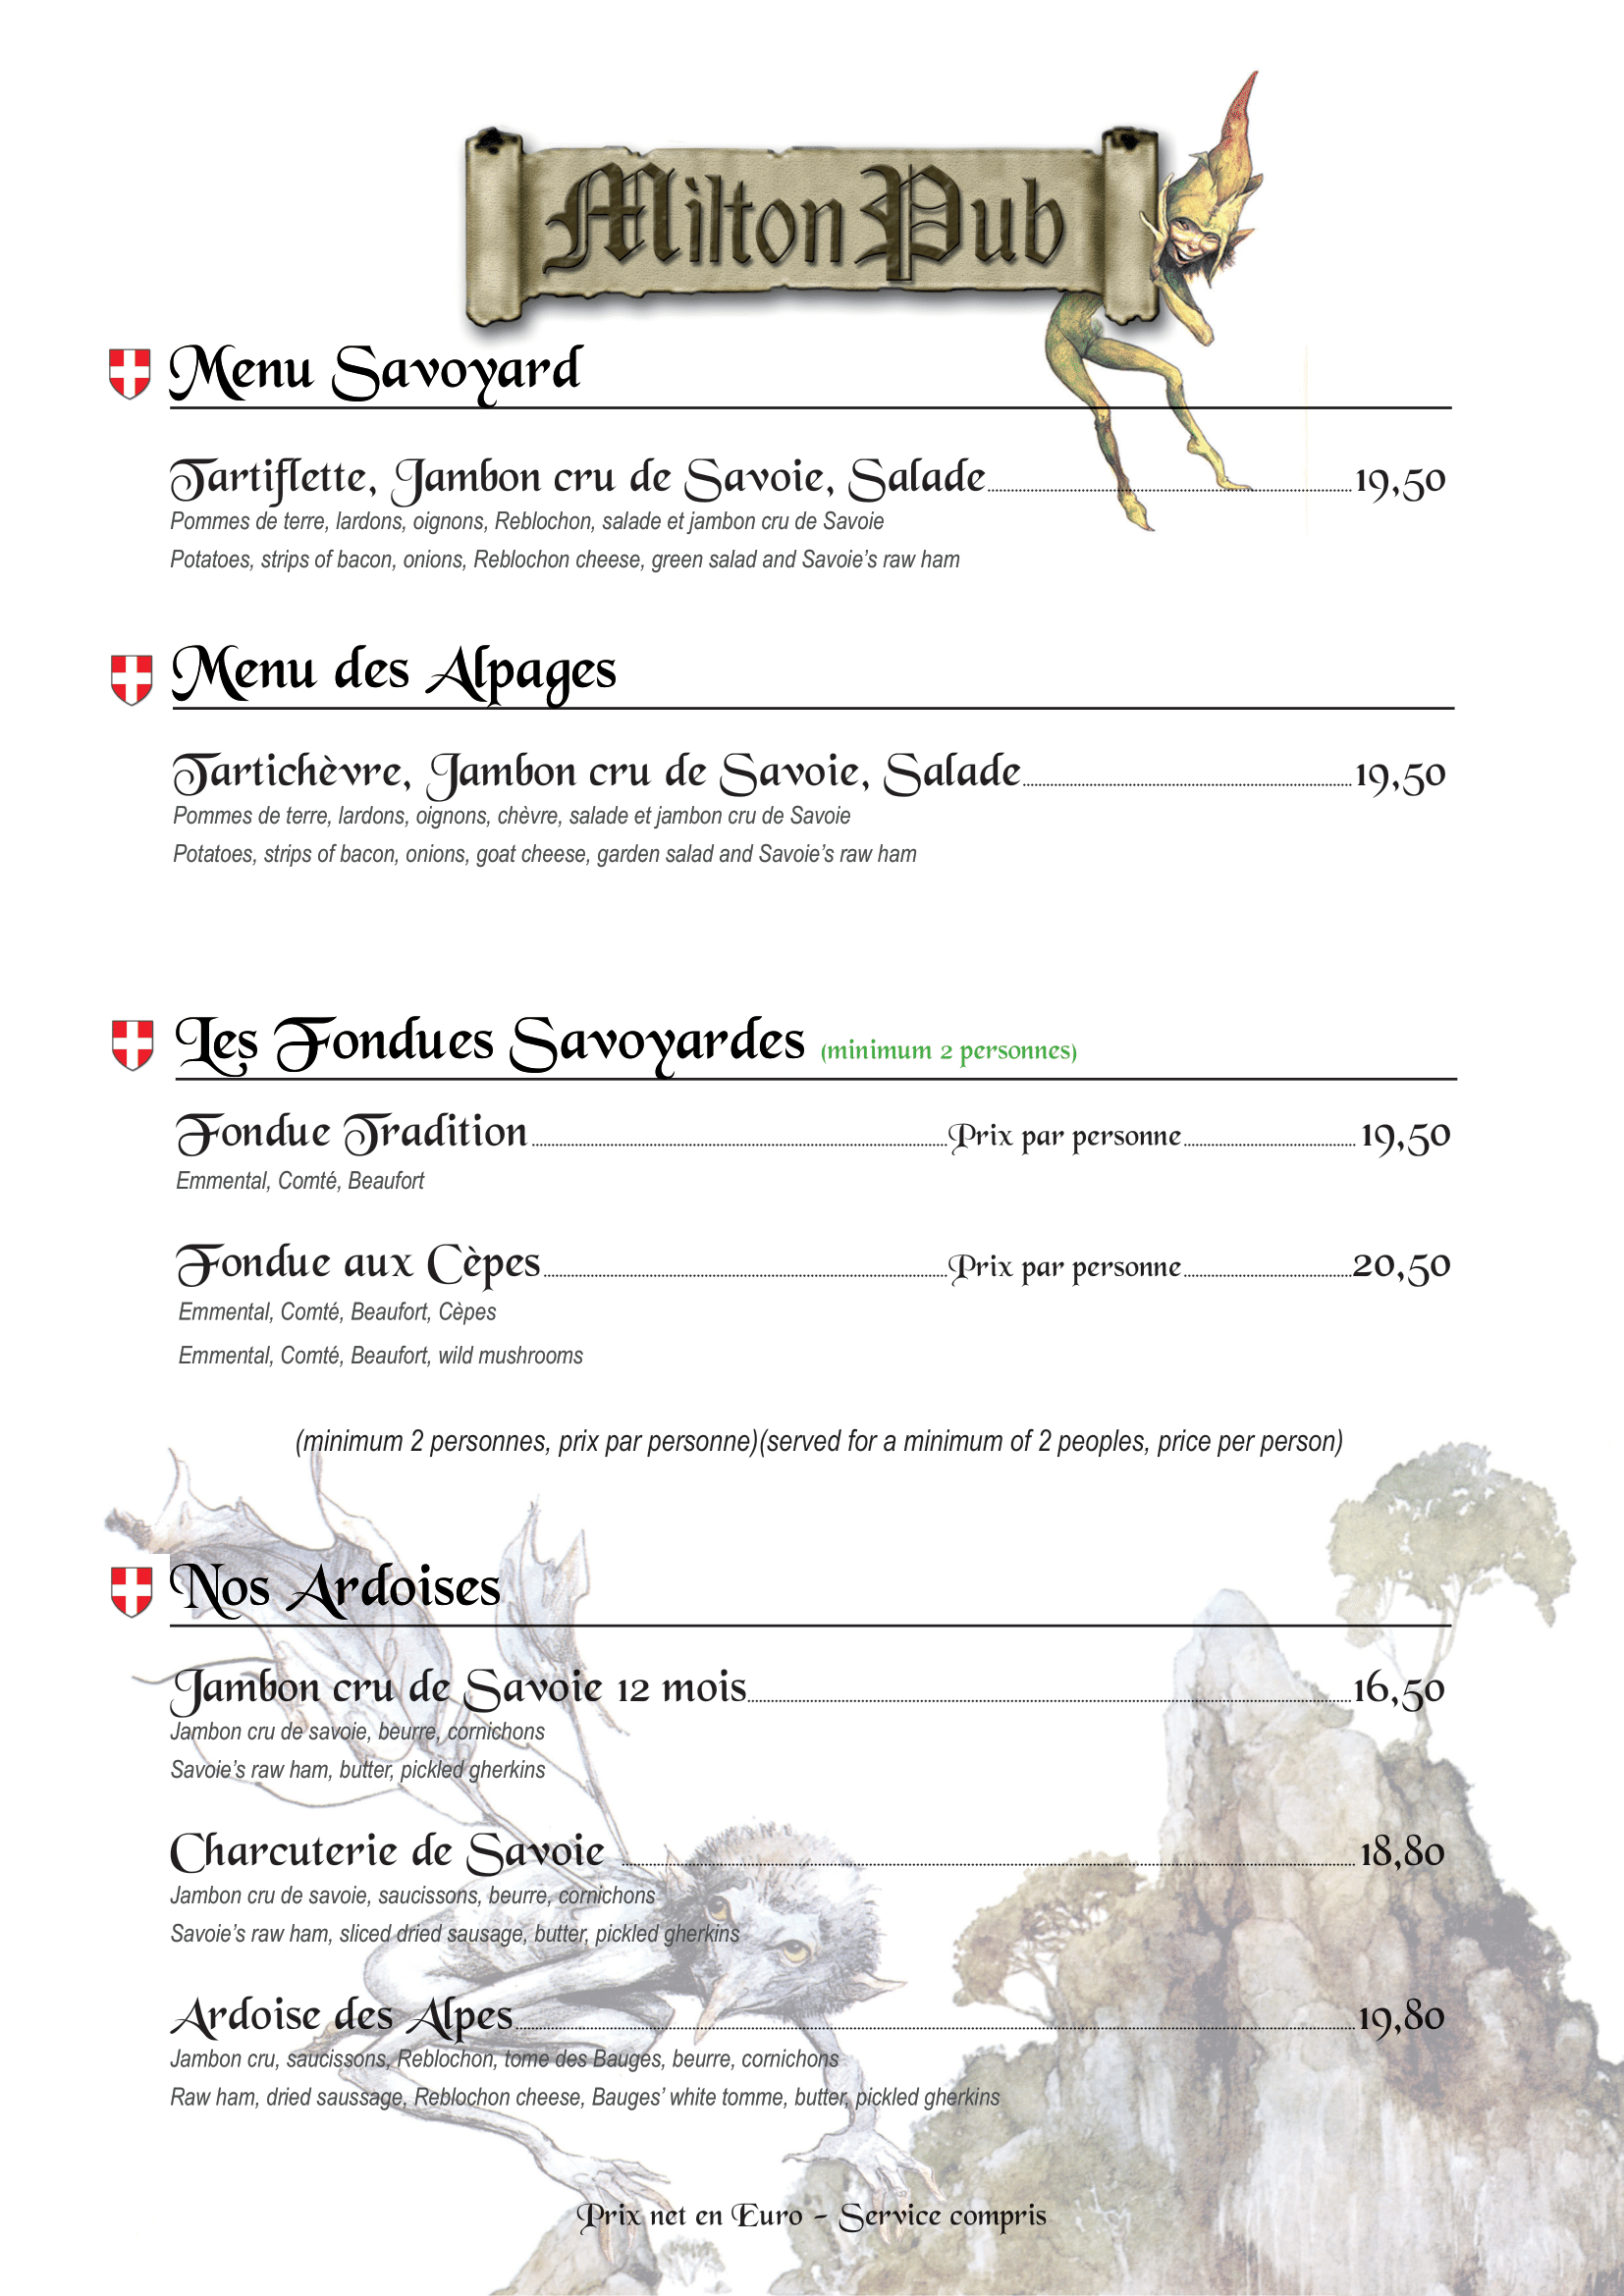 Milton Pub
Menu Savoyard
Tartiflette, Jambon cru de Savoie, Salade 19,50
Pommes de terre, lardons, oignons, Reblochon, salade et jambon cru de Savoie
Potatoes, strips of bacon, onions, Reblochon cheese, green salad and Savoie's raw ham
Menu des Alpages
Tartichèvre, Jambon cru de Savoie, Salade 19,50
Pommes de terre, lardons, oignons, chèvre, salade et jambon cru de Savoie
Potatoes, strips of bacon, onions, goat cheese, garden salad and Savoie's raw ham
Les Fondues Savoyardes (minimum 2 personnes)
Fondue Tradition Prix par personne 19,50
Emmental, Comté, Beaufort
Fondue aux Cèpes Prix par personne 20,50
Emmental, Comté, Beaufort, Cèpes
Emmental, Comté, Beaufort, wild mushrooms
(minimum 2 personnes, prix par personne)(served for a minimum of 2 peoples, price per person)
Nos Ardoises
Jambon cru de Savoie 12 mois 16,50
Jambon cru de savoie, beurre, cornichons
Savoie's raw ham, butter, pickled gherkins
Charcuterie de Savoie 18,80
Jambon cru de savoie, saucissons, beurre, cornichons
Savoie's raw ham, sliced dried sausage, butter, pickled gherkins
Ardoise des Alpes 19,80
Jambon cru, saucissons, Reblochon, tome des Bauges, beurre, cornichons
Raw ham, dried saussage, Reblochon cheese, Bauges' white tomme, butter, pickled gherkins
Prix net en Euro - Service compris